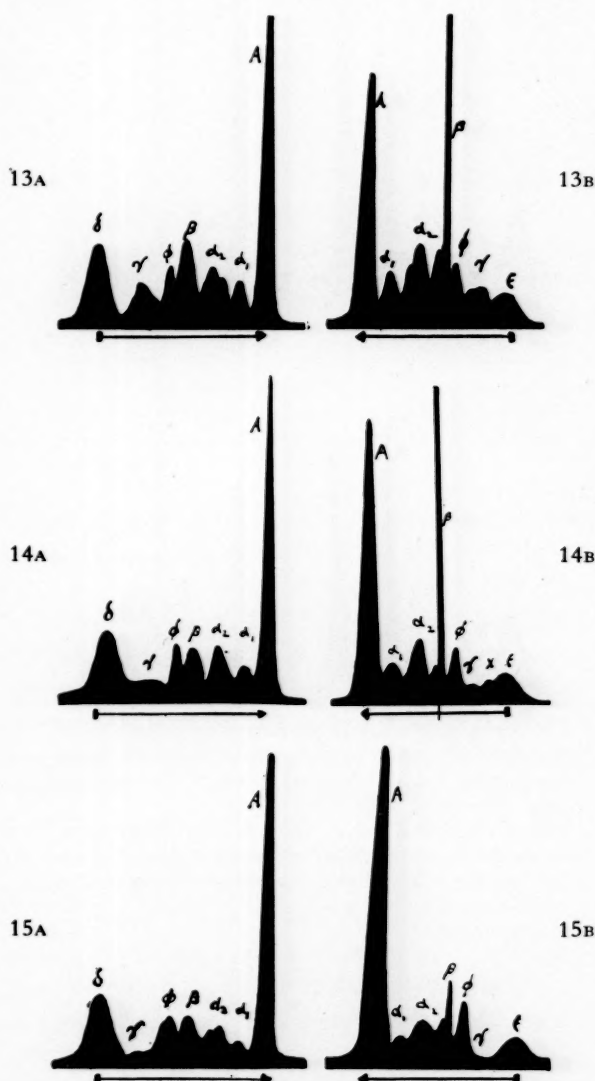 13A
δ γ φ β α₂ α₁ A
A α₁ α₂ β φ γ ε
13B
14A
δ γ φ β α₂ α₁ A
A α₁ α₂ β φ γ x ε
14B
15A
δ γ φ β α₂ α₁ A
A α₁ α₂ β φ γ ε
15B